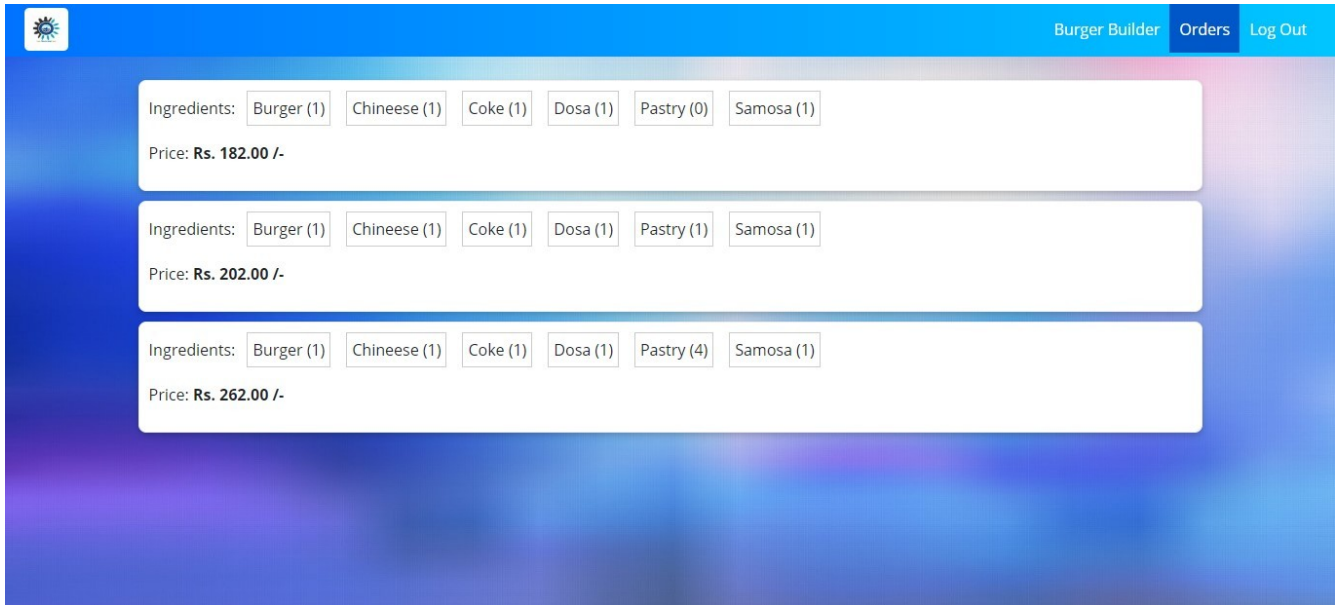 Burger Builder Orders Log Out
Ingredients: Burger (1) Chineese (1) Coke (1) Dosa (1) Pastry (0) Samosa (1)
Price: Rs. 182.00 /-
Ingredients: Burger (1) Chineese (1) Coke (1) Dosa (1) Pastry (1) Samosa (1)
Price: Rs. 202.00 /-
Ingredients: Burger (1) Chineese (1) Coke (1) Dosa (1) Pastry (4) Samosa (1)
Price: Rs. 262.00 /-